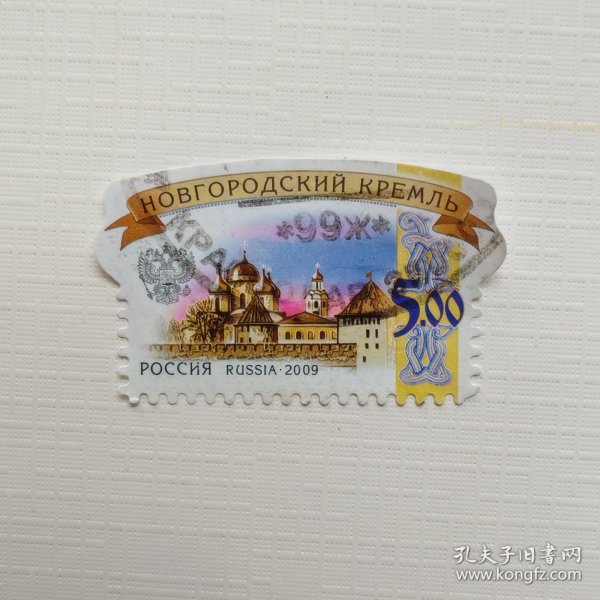 НОВГОРОДСКИЙ КРЕМЛЬ
*99Ж*
5.00
РОССИЯ RUSSIA·2009
孔夫子旧书网
www.kongfz.com